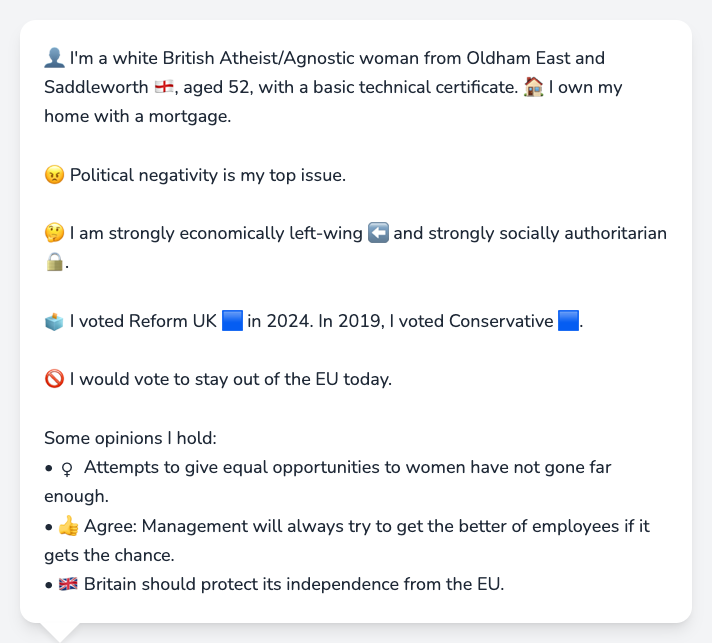 👤 I'm a white British Atheist/Agnostic woman from Oldham East and
Saddleworth 🏴󠁧󠁢󠁥󠁮󠁧󠁿, aged 52, with a basic technical certificate. 🏠 I own my
home with a mortgage.
😠 Political negativity is my top issue.
🤔 I am strongly economically left-wing ⬅️ and strongly socially authoritarian
🔒.
🗳️ I voted Reform UK 🟦 in 2024. In 2019, I voted Conservative 🟦.
🚫 I would vote to stay out of the EU today.
Some opinions I hold:
• ♀ Attempts to give equal opportunities to women have not gone far
enough.
• 👍 Agree: Management will always try to get the better of employees if it
gets the chance.
• 🇬🇧 Britain should protect its independence from the EU.